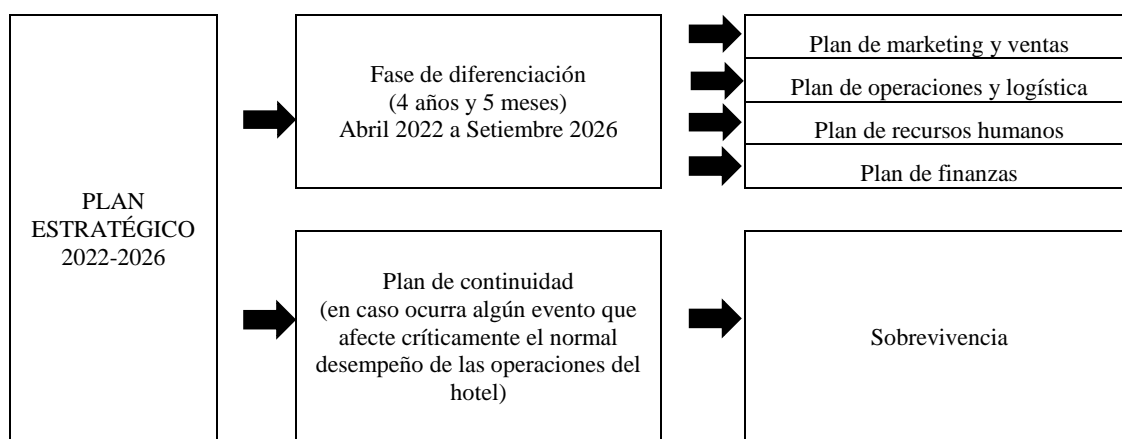 PLAN
ESTRATÉGICO
2022-2026
Fase de diferenciación
(4 años y 5 meses)
Abril 2022 a Setiembre 2026
Plan de marketing y ventas
Plan de operaciones y logística
Plan de recursos humanos
Plan de finanzas
Plan de continuidad
(en caso ocurra algún evento que
afecte críticamente el normal
desempeño de las operaciones del
hotel)
Sobrevivencia